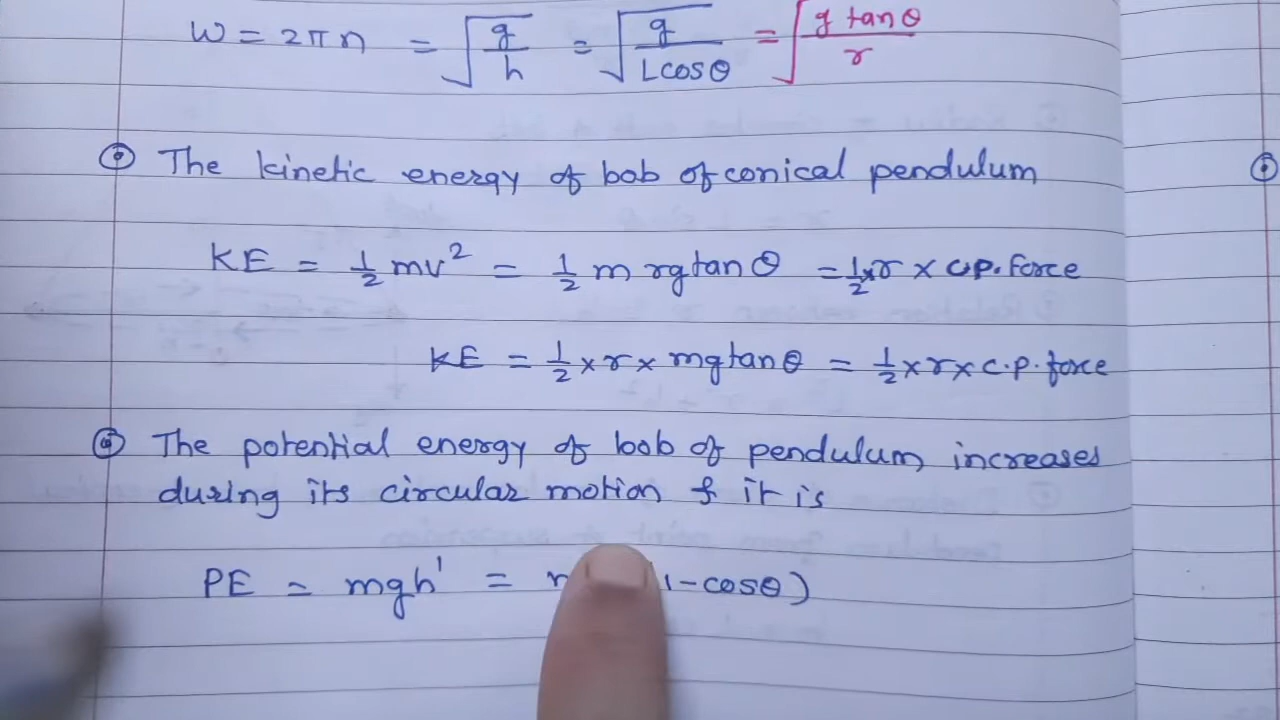 W = 2πn = √(g/h) = √(g/Lcosθ) = √(g tanθ/r)
The kinetic energy of bob of conical pendulum
KE = 1/2 mv² = 1/2 m rg tanθ = 1/2 × r × c.p. force
KE = 1/2 × r × mg tanθ = 1/2 × r × c.p. force
The potential energy of bob of pendulum increases
during its circular motion & it is
PE = mgh' = 1-cosθ)